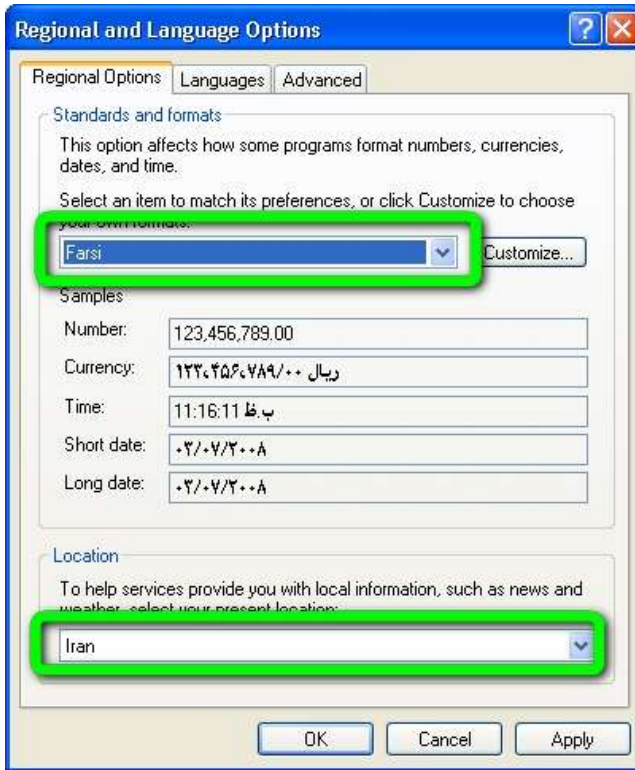 Regional and Language Options
Regional Options
Languages
Advanced
Standards and formats
This option affects how some programs format numbers, currencies,
dates, and time.
Select an item to match its preferences, or click Customize to choose
your own formats:
Farsi
Customize...
Samples
Number:
123,456,789.00
Currency:
ريال ۱۲۳،۴۵۶،۷۸۹/۰۰
Time:
11:16:11 ب.ظ
Short date:
۰۳/۰۷/۲۰۰۸
Long date:
۰۳/۰۷/۲۰۰۸
Location
To help services provide you with local information, such as news and
weather, select your present location:
Iran
OK
Cancel
Apply